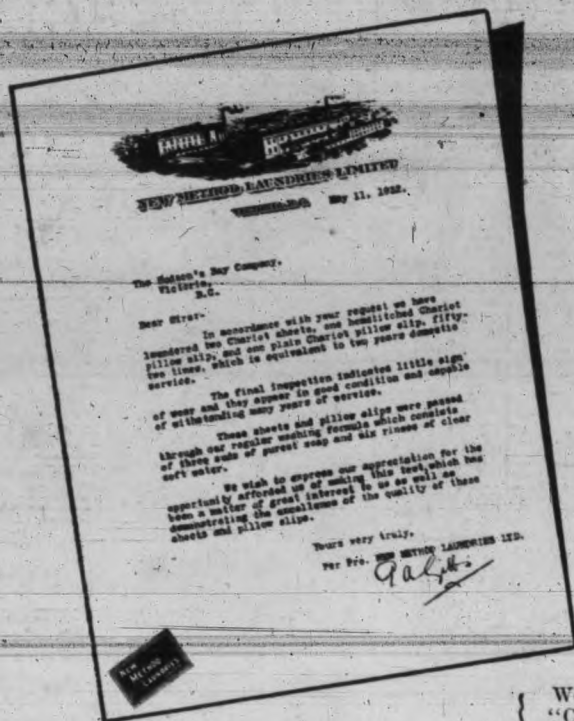 NEW METHOD LAUNDRIES LIMITED
May 11, 1922.
The Hudson's Bay Company.
Victoria,
B.C.
Dear Sirs:-
In accordance with your request we have
laundered two Chariot sheets, one hemstitched Chariot
pillow slip, and one plain Chariot pillow slip, fifty-
two times, which is equivalent to two years domestic
service.
The final inspection indicated little sign
of wear and they appear in good condition and capable
of withstanding many years of service.
These sheets and pillow slips were passed
through our regular washing formula which consists
of three suds of purest soap and six rinses of clear
soft water.
We wish to express our appreciation for the
opportunity afforded us of making this test, which has
been a matter of great interest to us as well as
demonstrating the excellence of the quality of these
sheets and pillow slips.
Yours very truly,
Per Pro. NEW METHOD LAUNDRIES LTD.
NEW
METHOD
LAUNDRIES